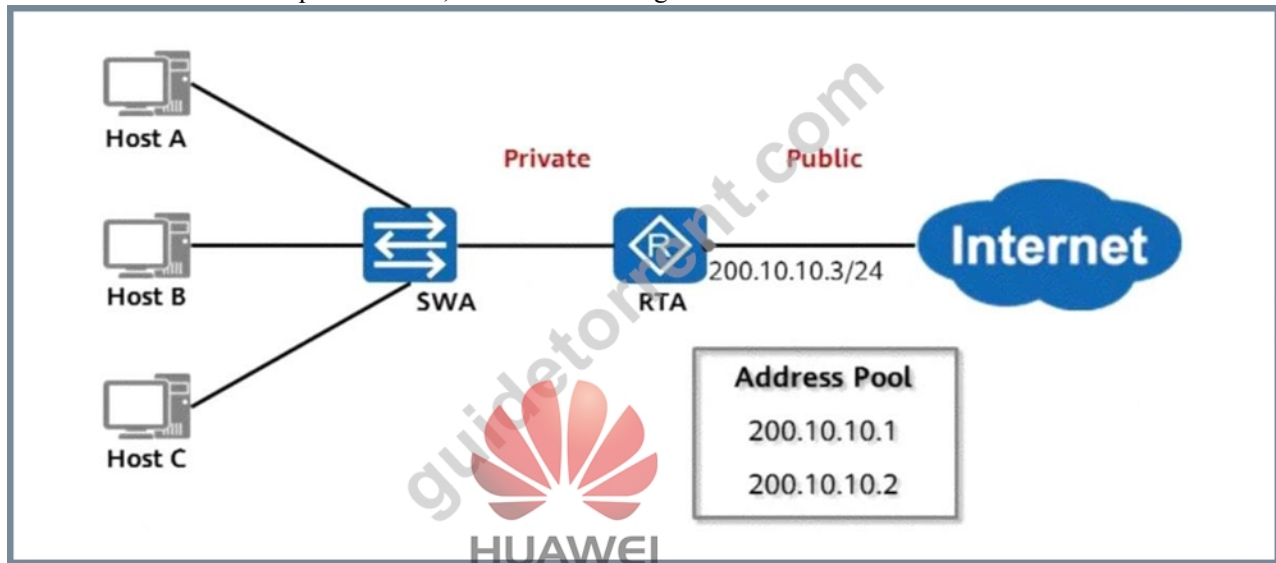 Host A
Private
Public
Internet
Host B
SWA
RTA
200.10.10.3/24
Address Pool
200.10.10.1
200.10.10.2
Host C
guidetorrent.com
HUAWEI